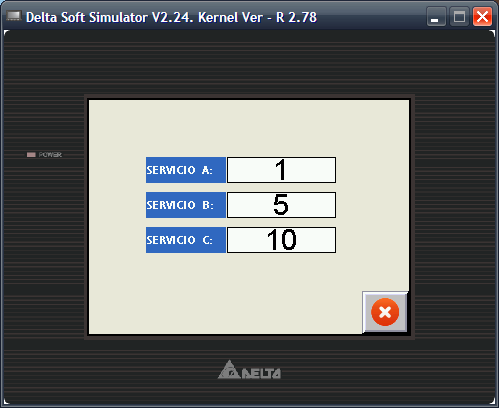 Delta Soft Simulator V2.24. Kernel Ver - R 2.78
POWER
SERVICIO A: 1
SERVICIO B: 5
SERVICIO C: 10
DELTA